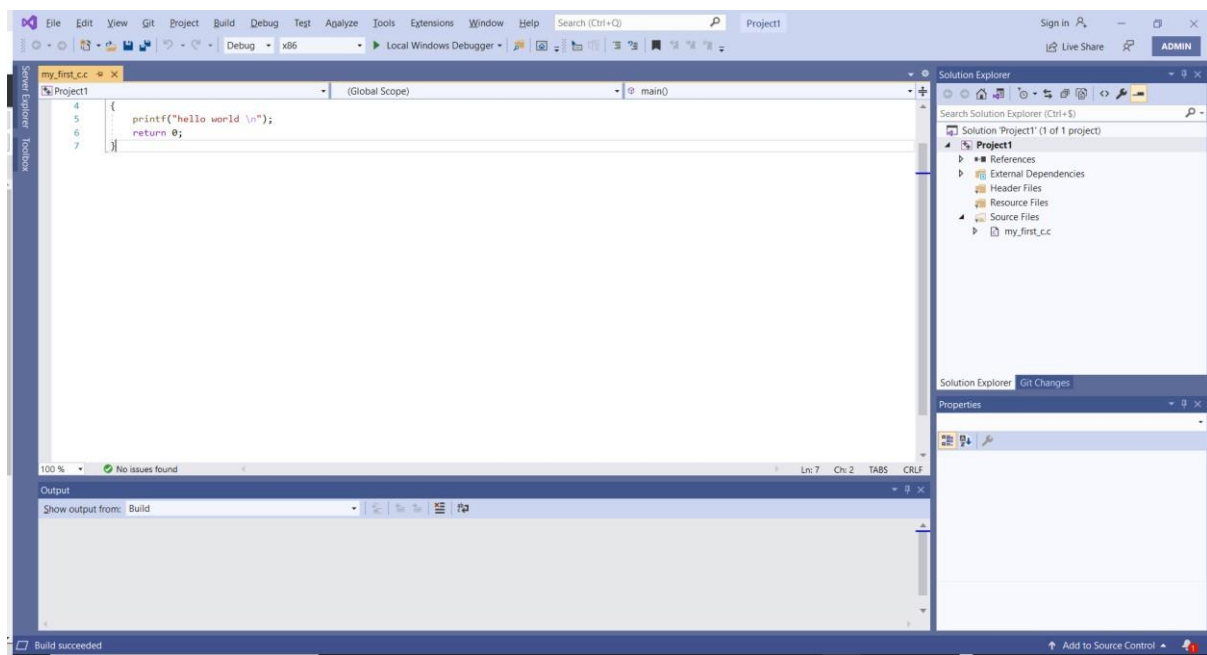 File Edit View Git Project Build Debug Test Analyze Tools Extensions Window Help Search (Ctrl+Q) Project1 Sign in
Debug x86 Local Windows Debugger Live Share ADMIN
Server Explorer
Toolbox
my_first_c.c
Project1 (Global Scope) main()
4 {
5 printf("hello world \n");
6 return 0;
7 }
100 % No issues found Ln: 7 Ch: 2 TABS CRLF
Output
Show output from: Build
Solution Explorer
Search Solution Explorer (Ctrl+$)
Solution 'Project1' (1 of 1 project)
Project1
References
External Dependencies
Header Files
Resource Files
Source Files
my_first_c.c
Solution Explorer Git Changes
Properties
Build succeeded Add to Source Control